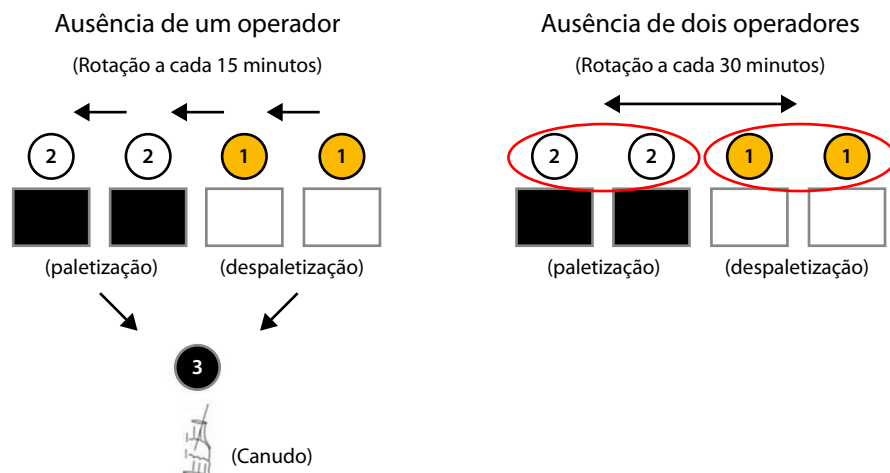 Ausência de um operador
(Rotação a cada 15 minutos)
2 2 1 1
(paletização) (despaletização)
3
(Canudo)
Ausência de dois operadores
(Rotação a cada 30 minutos)
2 2 1 1
(paletização) (despaletização)